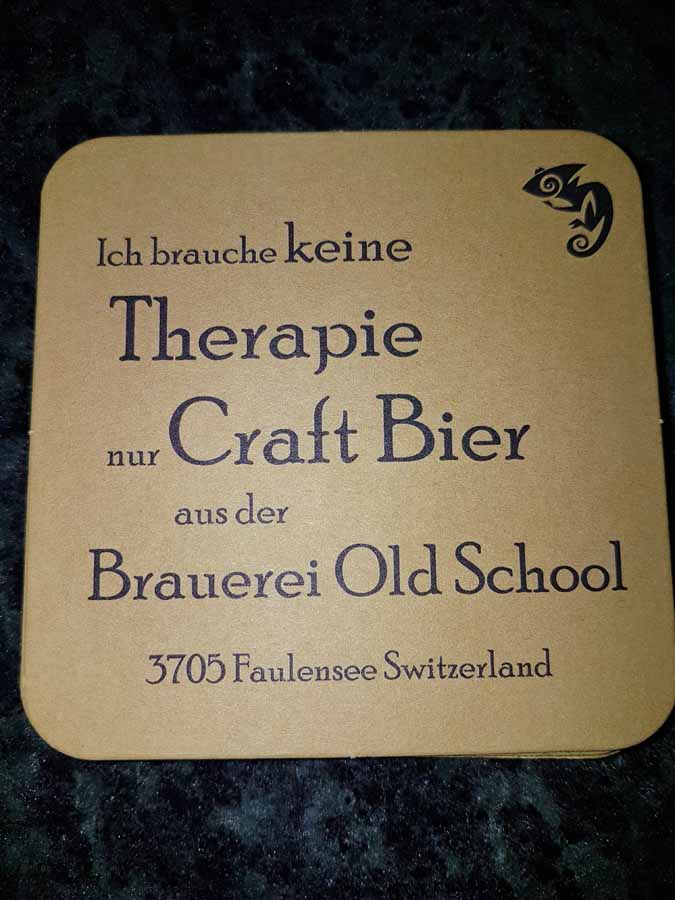 Ich brauche keine
Therapie
nur Craft Bier
aus der
Brauerei Old School
3705 Faulensee Switzerland